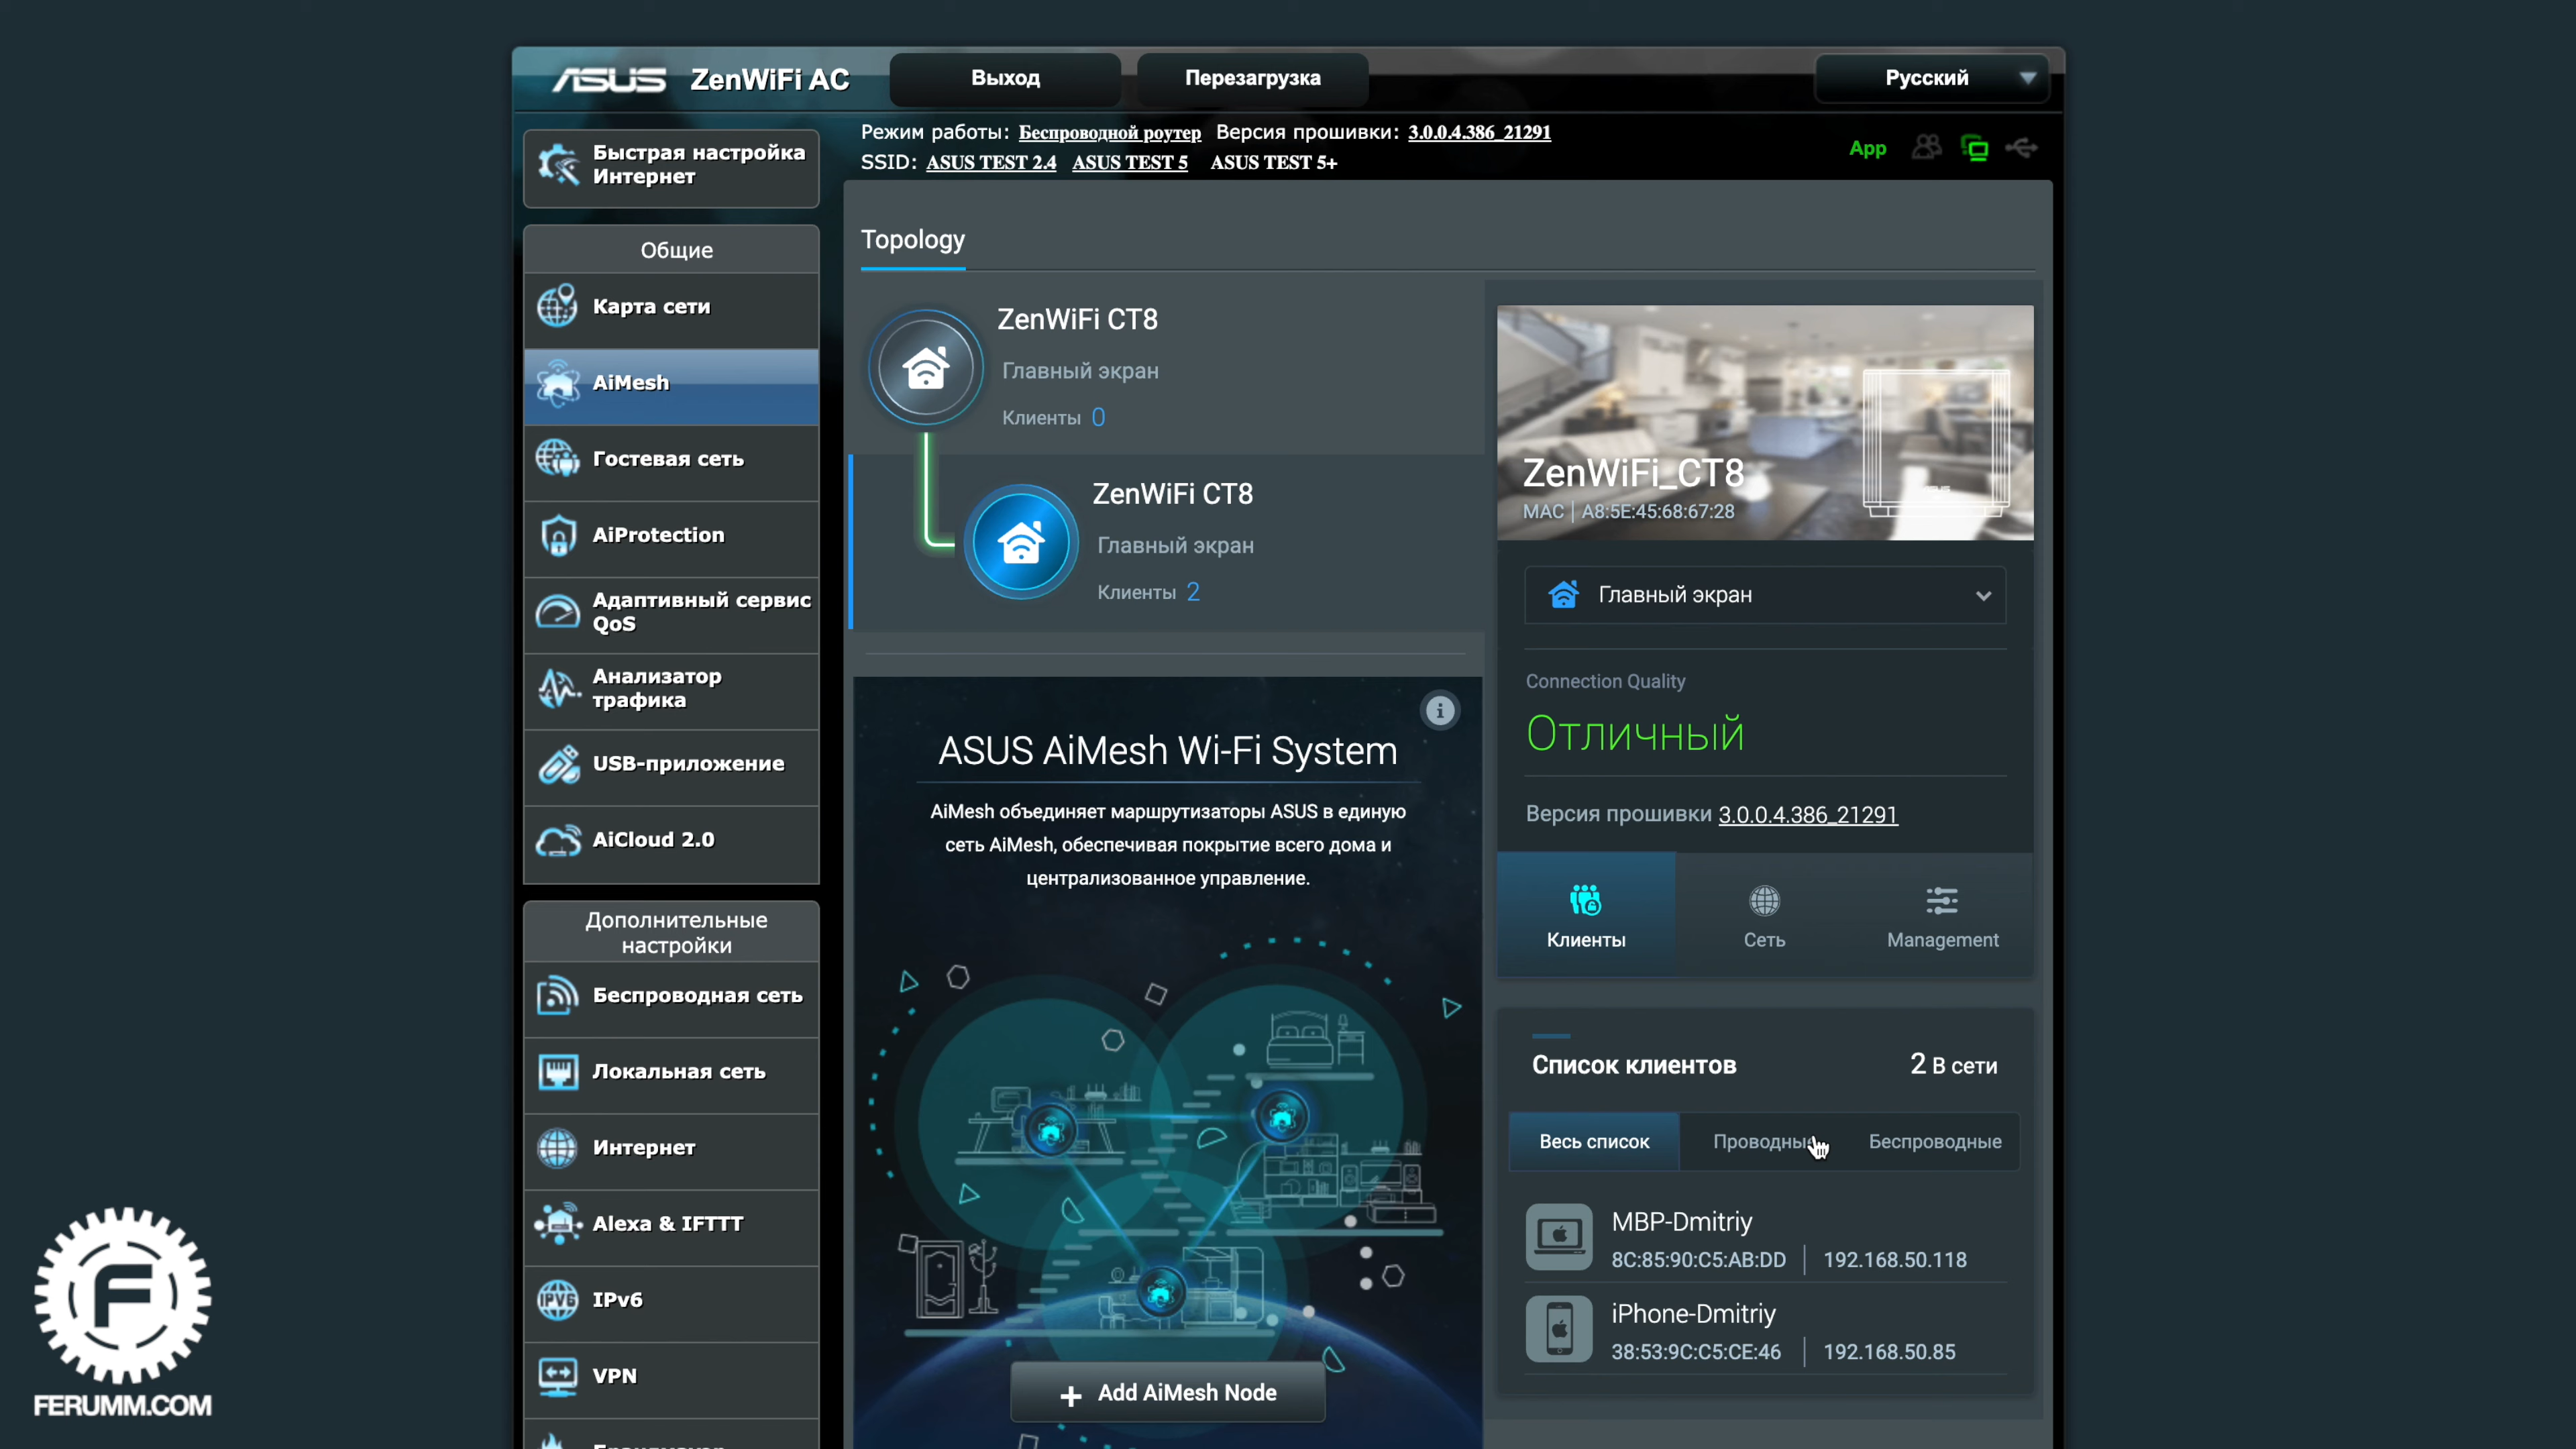 ASUS ZenWiFi AC
Выход
Перезагрузка
Русский
Режим работы: Беспроводной роутер Версия прошивки: 3.0.0.4.386_21291
SSID: ASUS TEST 2.4 ASUS TEST 5 ASUS TEST 5+
App
Быстрая настройка
Интернет
Общие
Карта сети
AiMesh
Гостевая сеть
AiProtection
Адаптивный сервис
QoS
Анализатор
трафика
USB-приложение
AiCloud 2.0
Дополнительные
настройки
Беспроводная сеть
Локальная сеть
Интернет
Alexa & IFTTT
IPv6
VPN
Topology
ZenWiFi CT8
Главный экран
Клиенты 0
ZenWiFi CT8
Главный экран
Клиенты 2
ASUS AiMesh Wi-Fi System
AiMesh объединяет маршрутизаторы ASUS в единую
сеть AiMesh, обеспечивая покрытие всего дома и
централизованное управление.
+ Add AiMesh Node
ZenWiFi_CT8
MAC | A8:5E:45:68:67:28
Главный экран
Connection Quality
Отличный
Версия прошивки 3.0.0.4.386_21291
Клиенты
Сеть
Management
Список клиентов
2 В сети
Весь список
Проводные
Беспроводные
MBP-Dmitriy
8C:85:90:C5:AB:DD | 192.168.50.118
iPhone-Dmitriy
38:53:9C:C5:CE:46 | 192.168.50.85
FERUMM.COM